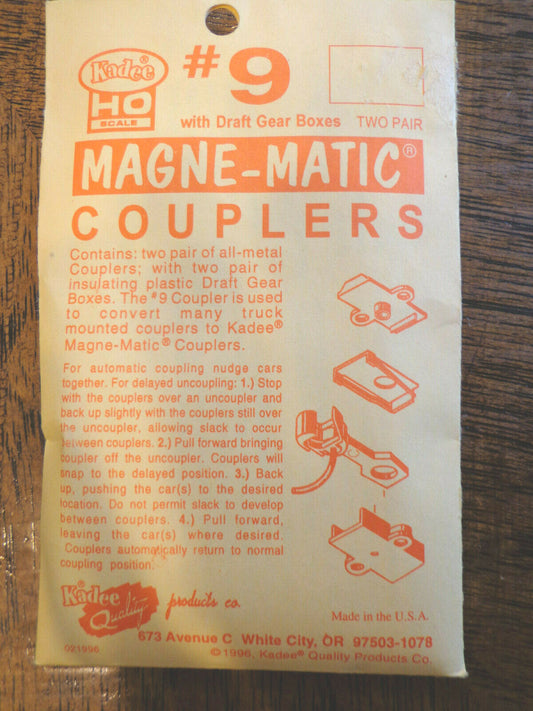 Kadee®
HO
SCALE
#9
with Draft Gear Boxes
TWO PAIR
MAGNE-MATIC®
COUPLERS
Contains: two pair of all-metal
Couplers; with two pair of
insulating plastic Draft Gear
Boxes. The #9 Coupler is used
to convert many truck
mounted couplers to Kadee®
Magne-Matic® Couplers.
For automatic coupling nudge cars
together. For delayed uncoupling: 1.) Stop
with the couplers over an uncoupler and
back up slightly with the couplers still over
the uncoupler, allowing slack to occur
between couplers. 2.) Pull forward bringing
coupler off the uncoupler. Couplers will
snap to the delayed position. 3.) Back
up, pushing the car(s) to the desired
location. Do not permit slack to develop
between couplers. 4.) Pull forward,
leaving the car(s) where desired.
Couplers automatically return to normal
coupling position.
Kadee®
Quality
products co.
Made in the U.S.A.
673 Avenue C White City, OR 97503-1078
021996
©1996, Kadee® Quality Products Co.